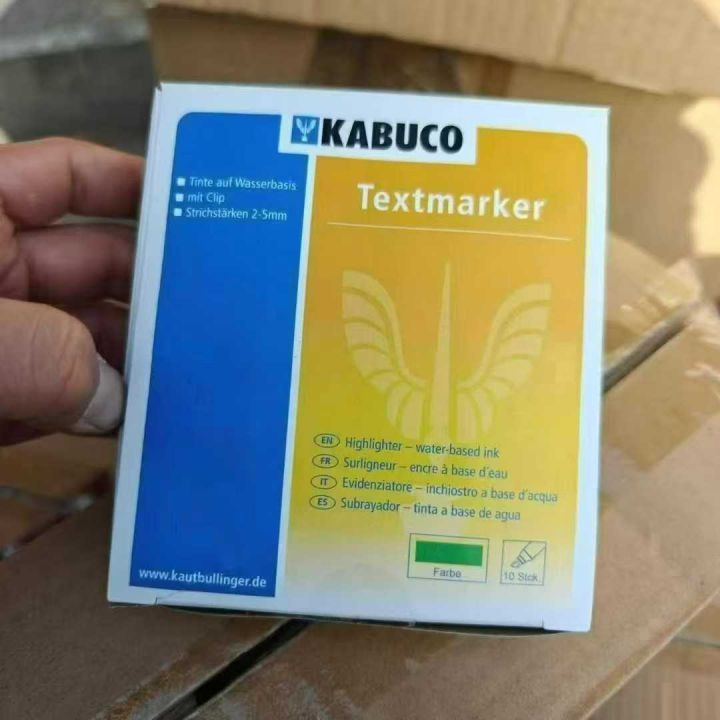 KABUCO
Tinte auf Wasserbasis
mit Clip
Strichstärken 2-5mm
Textmarker
EN Highlighter – water-based ink
FR Surligneur – encre à base d´eau
IT Evidenziatore – inchiostro a base d'acqua
ES Subrayador – tinta a base de agua
Farbe
10 Stck.
www.kautbullinger.de